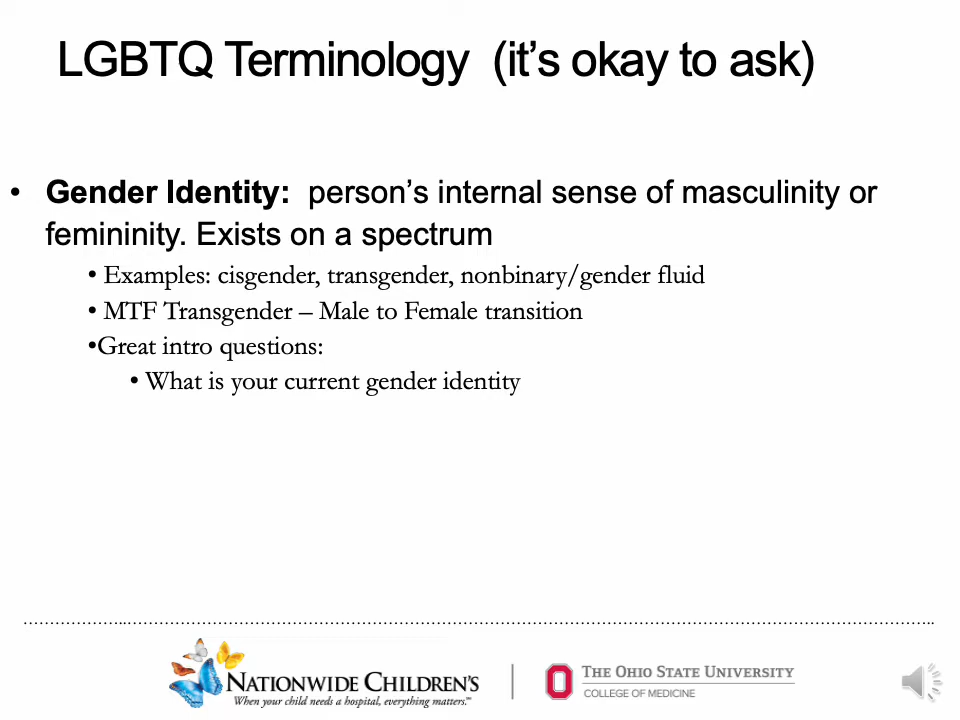 LGBTQ Terminology (it’s okay to ask)
• Gender Identity: person’s internal sense of masculinity or
femininity. Exists on a spectrum
• Examples: cisgender, transgender, nonbinary/gender fluid
• MTF Transgender – Male to Female transition
•Great intro questions:
• What is your current gender identity
NATIONWIDE CHILDREN’S
When your child needs a hospital, everything matters.™
THE OHIO STATE UNIVERSITY
COLLEGE OF MEDICINE